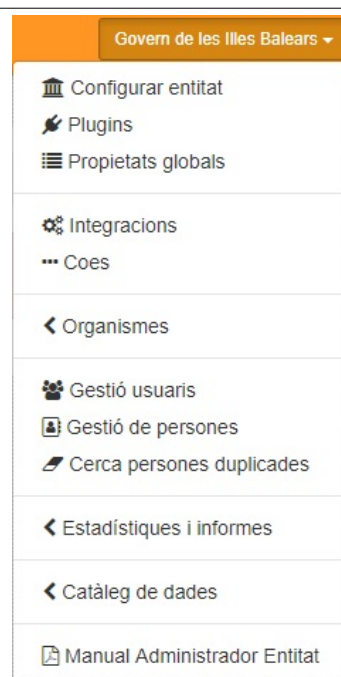 Govern de les Illes Balears
Configurar entitat
Plugins
Propietats globals
Integracions
Coes
Organismes
Gestió usuaris
Gestió de persones
Cerca persones duplicades
Estadístiques i informes
Catàleg de dades
Manual Administrador Entitat